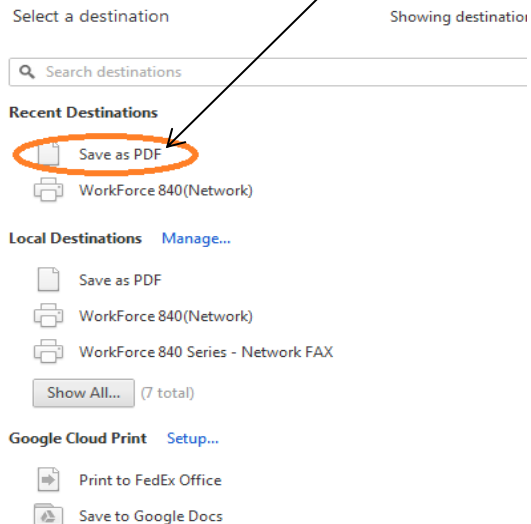 Select a destination Showing destination
Search destinations
Recent Destinations
Save as PDF
WorkForce 840(Network)
Local Destinations Manage...
Save as PDF
WorkForce 840(Network)
WorkForce 840 Series - Network FAX
Show All... (7 total)
Google Cloud Print Setup...
Print to FedEx Office
Save to Google Docs